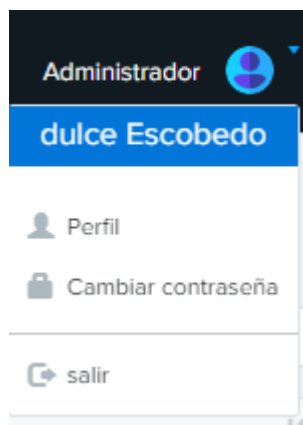 Administrador
dulce Escobedo
Perfil
Cambiar contraseña
salir